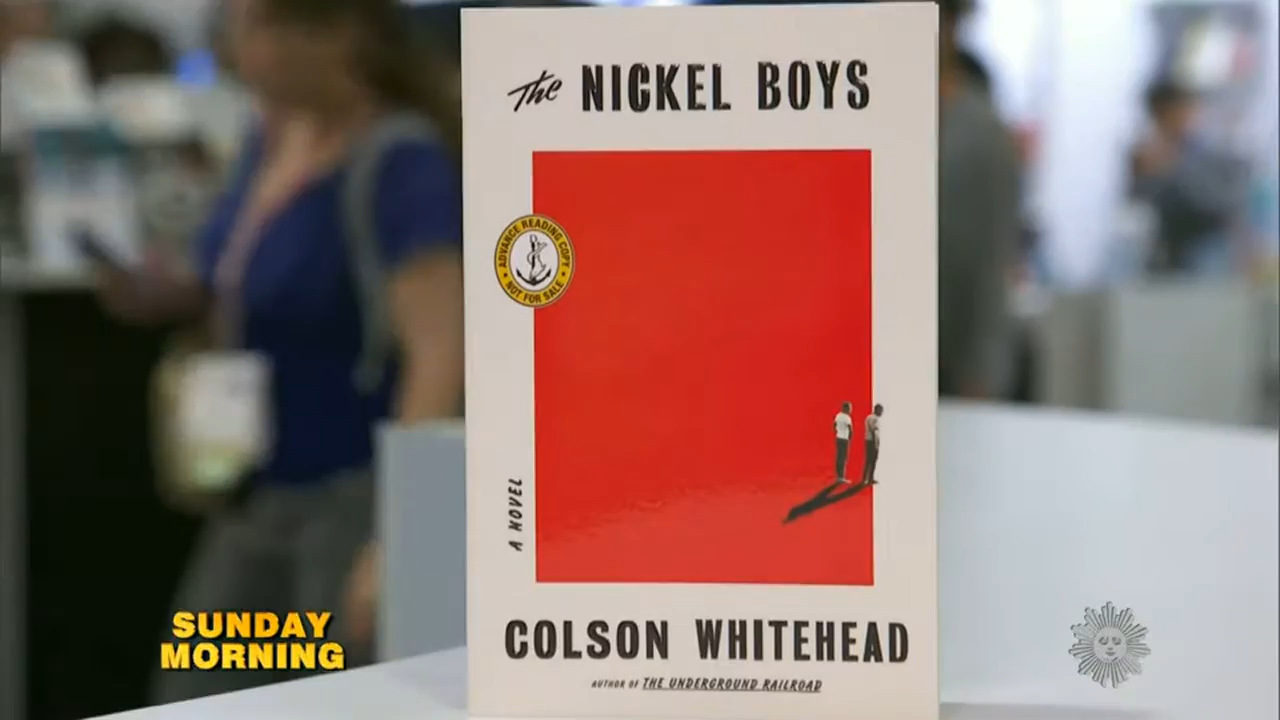 The NICKEL BOYS
ADVANCE READING COPY
• NOT FOR SALE •
A NOVEL
COLSON WHITEHEAD
AUTHOR OF THE UNDERGROUND RAILROAD
SUNDAY
MORNING